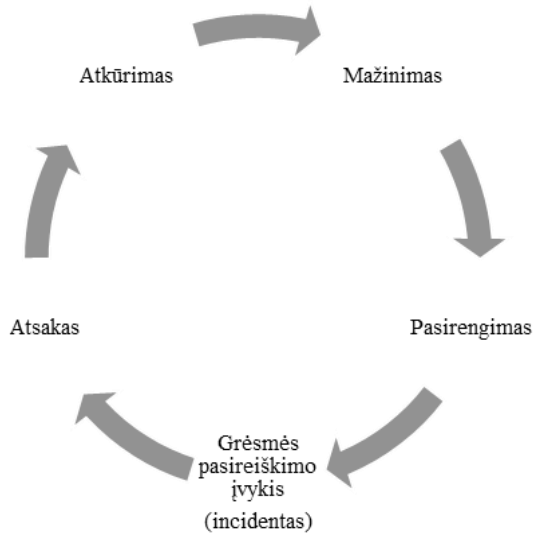 Atkūrimas
Mažinimas
Atsakas
Pasirengimas
Grėsmės
pasireiškimo
įvykis
(incidentas)